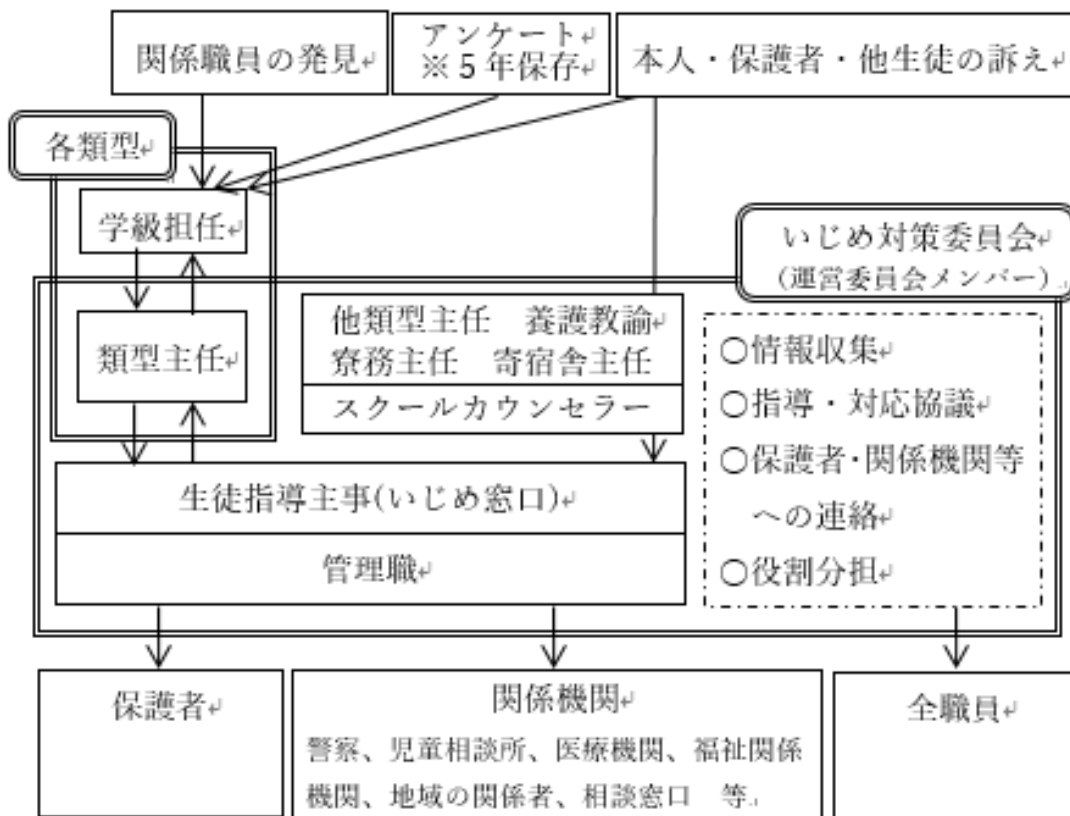 関係職員の発見
アンケート
※5年保存
本人・保護者・他生徒の訴え
各類型
学級担任
いじめ対策委員会
(運営委員会メンバー)
類型主任
他類型主任　養護教諭
寮務主任　寄宿舎主任
スクールカウンセラー
〇情報収集
〇指導・対応協議
〇保護者・関係機関等
への連絡
〇役割分担
生徒指導主事(いじめ窓口)
管理職
保護者
関係機関
警察、児童相談所、医療機関、福祉関係
機関、地域の関係者、相談窓口　等
全職員